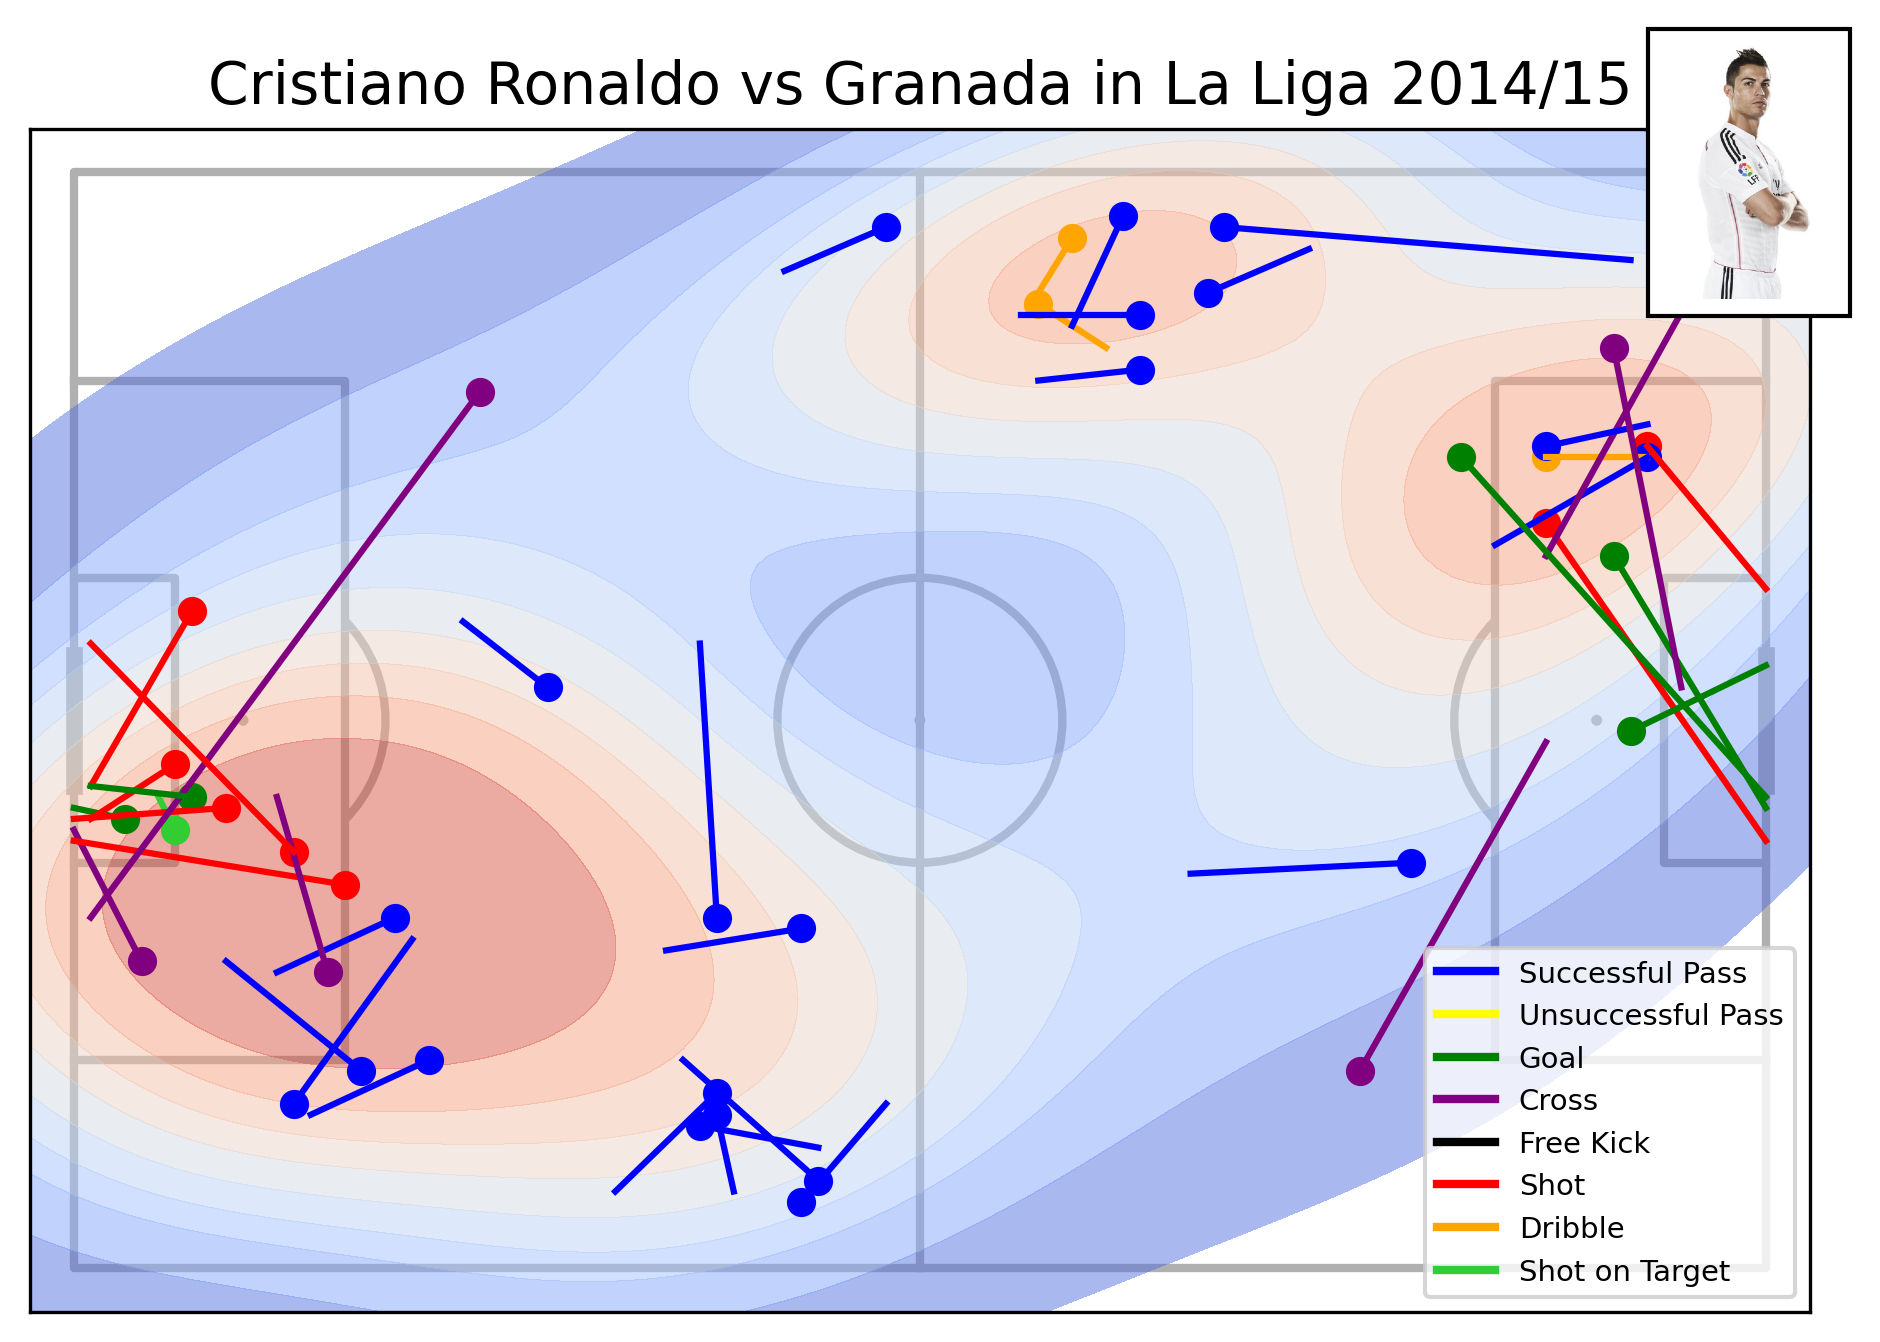 Cristiano Ronaldo vs Granada in La Liga 2014/15
LFP
Successful Pass
Unsuccessful Pass
Goal
Cross
Free Kick
Shot
Dribble
Shot on Target